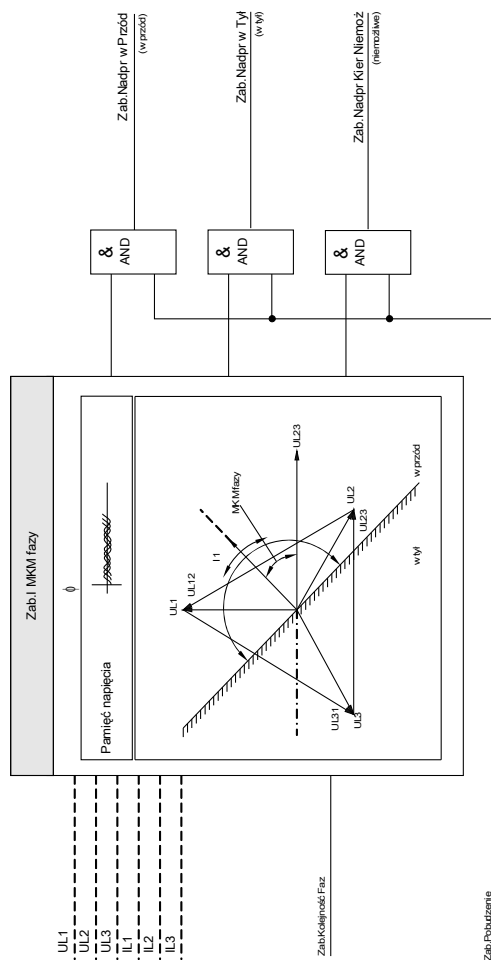 Zab.I MKM fazy
ϕ
Pamięć napięcia
UL1
UL2
UL3
IL1
IL2
IL3
Zab.Kolejność Faz
Zab.Pobudzenie
UL1
UL12
I 1
MKM fazy
UL23
UL2
UL23
UL31
UL3
w przód
w tył
&
AND
Zab.Nadpr w Przód
(w przód)
&
AND
Zab.Nadpr w Tył
(w tył)
&
AND
Zab.Nadpr Kier Niemoż
(niemożliwe)